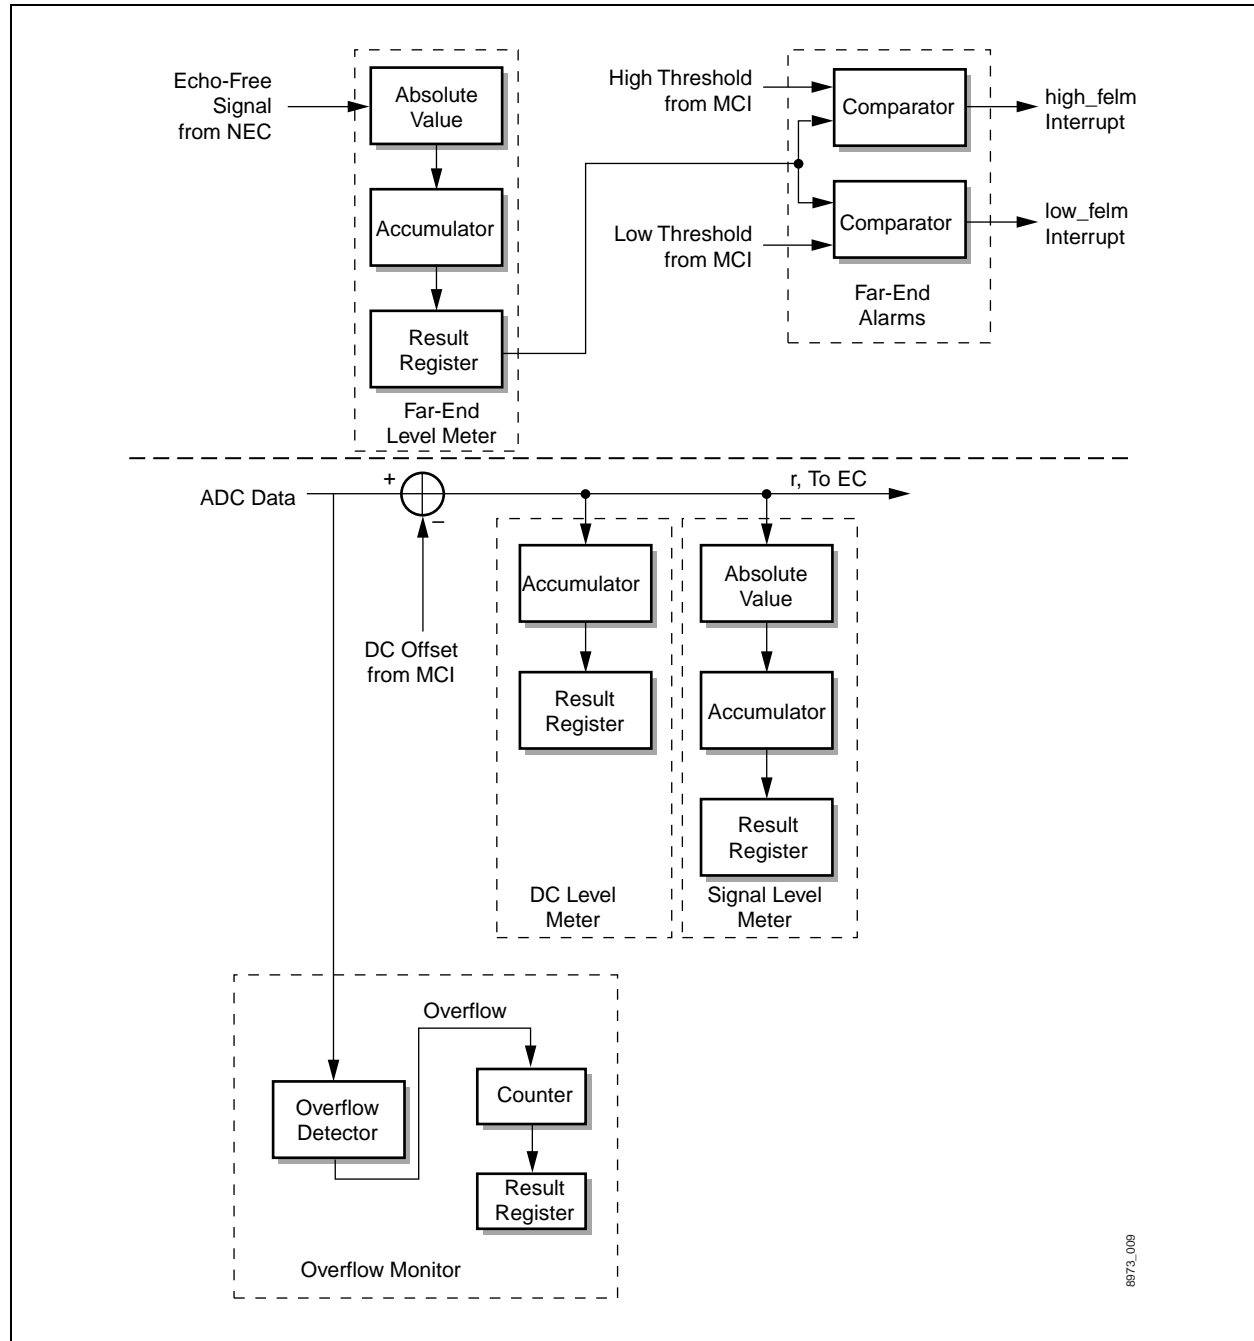 Echo-Free
Signal
from NEC
Absolute
Value
Accumulator
Result
Register
Far-End
Level Meter
High Threshold
from MCI
Comparator
high_felm
Interrupt
Low Threshold
from MCI
Comparator
low_felm
Interrupt
Far-End
Alarms
ADC Data
+
–
r, To EC
DC Offset
from MCI
Accumulator
Result
Register
DC Level
Meter
Absolute
Value
Accumulator
Result
Register
Signal Level
Meter
Overflow
Overflow
Detector
Counter
Result
Register
Overflow Monitor
8973_009